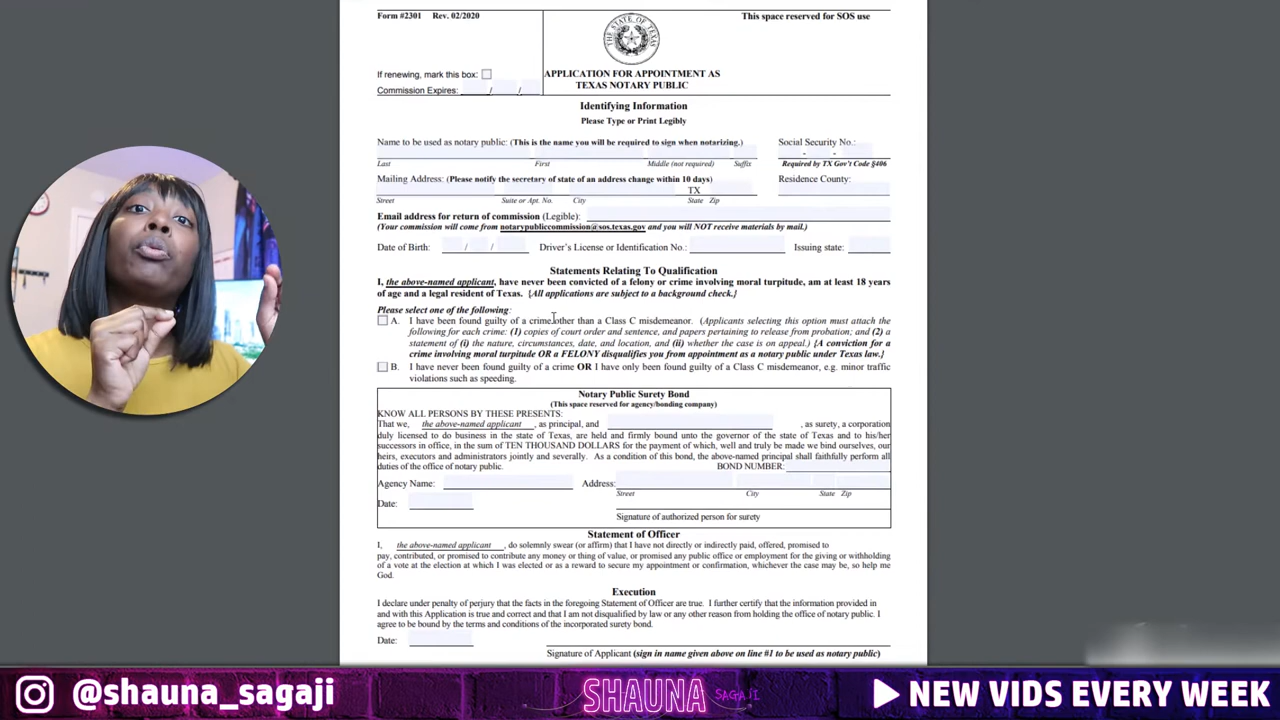 Form #2301 Rev. 02/2020
This space reserved for SOS use
THE STATE OF TEXAS
If renewing, mark this box:
Commission Expires: / /
APPLICATION FOR APPOINTMENT AS
TEXAS NOTARY PUBLIC
Identifying Information
Please Type or Print Legibly
Name to be used as notary public: (This is the name you will be required to sign when notarizing.) Social Security No.:
- -
Last First Middle (not required) Suffix Required by TX Gov't Code §406
Mailing Address: (Please notify the secretary of state of an address change within 10 days) Residence County:
TX
Street Suite or Apt. No. City State Zip
Email address for return of commission (Legible):
(Your commission will come from notarypubliccommission@sos.texas.gov and you will NOT receive materials by mail.)
Date of Birth: / / Driver's License or Identification No.: Issuing state:
Statements Relating To Qualification
I, the above-named applicant, have never been convicted of a felony or crime involving moral turpitude, am at least 18 years
of age and a legal resident of Texas. {All applications are subject to a background check.}
Please select one of the following:
A. I have been found guilty of a crime other than a Class C misdemeanor. (Applicants selecting this option must attach the
following for each crime: (1) copies of court order and sentence, and papers pertaining to release from probation; and (2) a
statement of (i) the nature, circumstances, date, and location, and (ii) whether the case is on appeal.) {A conviction for a
crime involving moral turpitude OR a FELONY disqualifies you from appointment as a notary public under Texas law.}
B. I have never been found guilty of a crime OR I have only been found guilty of a Class C misdemeanor, e.g. minor traffic
violations such as speeding.
Notary Public Surety Bond
(This space reserved for agency/bonding company)
KNOW ALL PERSONS BY THESE PRESENTS:
That we, the above-named applicant , as principal, and , as surety, a corporation
duly licensed to do business in the state of Texas, are held and firmly bound unto the governor of the state of Texas and to his/her
successors in office, in the sum of TEN THOUSAND DOLLARS for the payment of which, well and truly be made we bind ourselves, our
heirs, executors and administrators jointly and severally. As a condition of this bond, the above-named principal shall faithfully perform all
duties of the office of notary public. BOND NUMBER:
Agency Name: Address:
Street City State Zip
Date:
Signature of authorized person for surety
Statement of Officer
I, the above-named applicant , do solemnly swear (or affirm) that I have not directly or indirectly paid, offered, promised to
pay, contributed, or promised to contribute any money or thing of value, or promised any public office or employment for the giving or withholding
of a vote at the election at which I was elected or as a reward to secure my appointment or confirmation, whichever the case may be, so help me
God.
Execution
I declare under penalty of perjury that the facts in the foregoing Statement of Officer are true. I further certify that the information provided in
and with this Application is true and correct and that I am not disqualified by law or any other reason from holding the office of notary public. I
agree to be bound by the terms and conditions of the incorporated surety bond.
Date:
Signature of Applicant (sign in name given above on line #1 to be used as notary public)
@shauna_sagaji
SHAUNA
SAGAJI
NEW VIDS EVERY WEEK